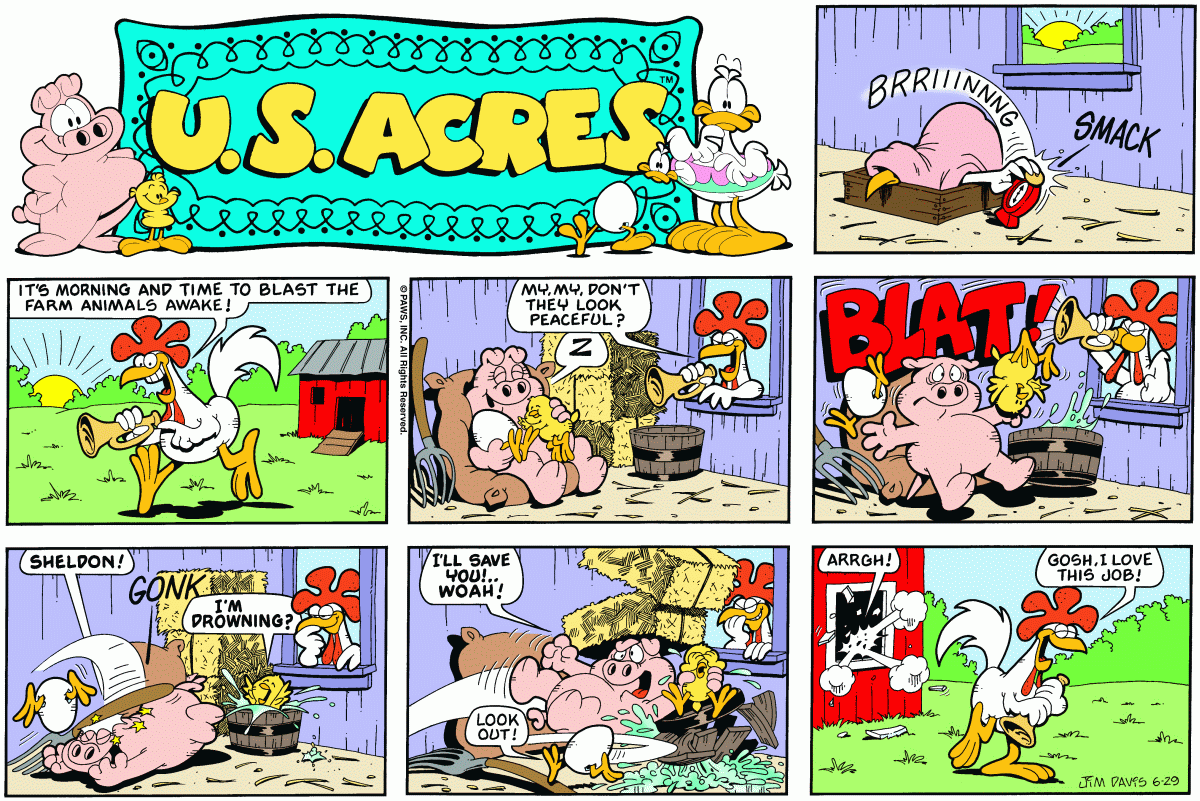 U.S. ACRES
TM
BRRIIINNNG
SMACK
IT'S MORNING AND TIME TO BLAST THE
FARM ANIMALS AWAKE!
© PAWS, INC. All Rights Reserved.
MY, MY, DON'T
THEY LOOK
PEACEFUL?
Z
BLAT!
SHELDON!
GONK
I'M
DROWNING?
I'LL SAVE
YOU!..
WOAH!
LOOK
OUT!
ARRGH!
GOSH, I LOVE
THIS JOB!
JIM DAVIS 6-29